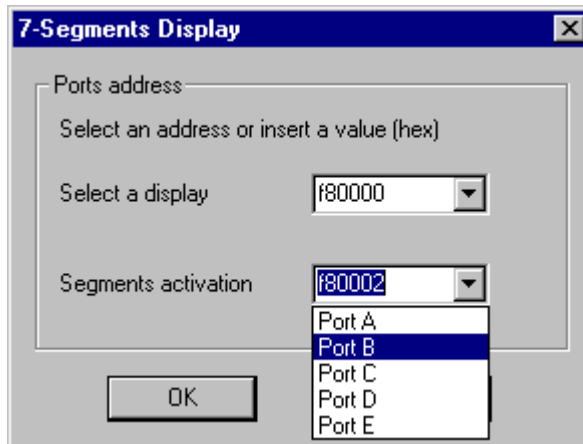 7-Segments Display
Ports address
Select an address or insert a value (hex)
Select a display f80000
Segments activation f80002
Port A
Port B
Port C
Port D
Port E
OK